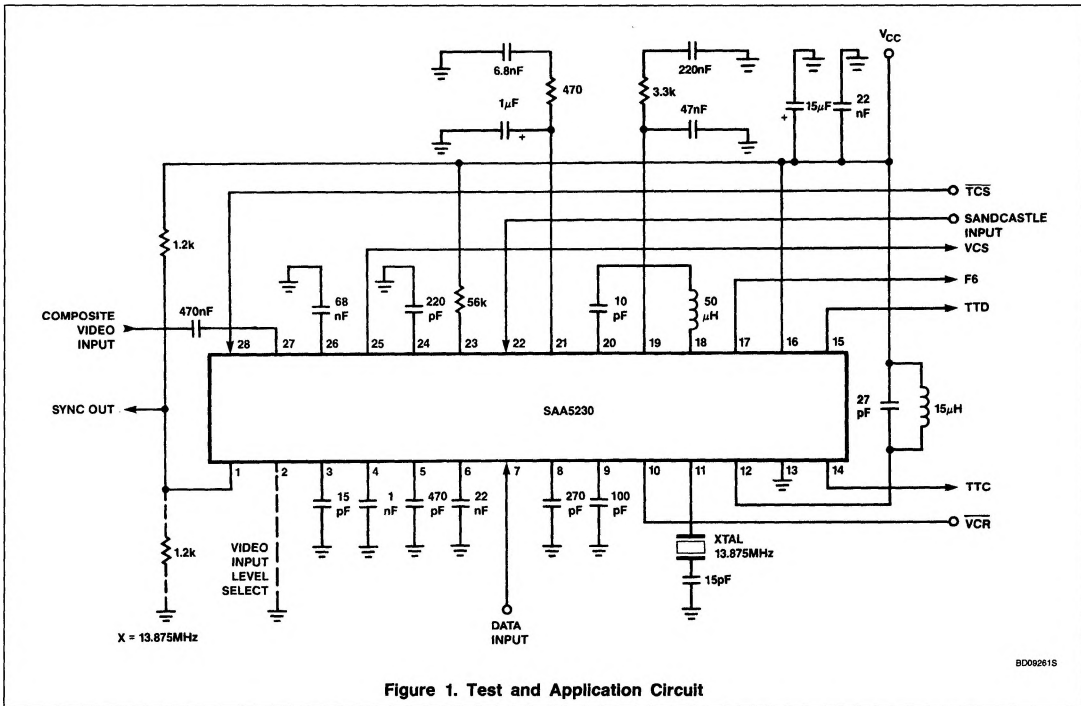 VCC
6.8nF
220nF
470
3.3k
15µF
+
22
nF
1µF
+
47nF
TCS
SANDCASTLE
INPUT
1.2k
VCS
68
nF
220
pF
56k
10
pF
50
µH
F6
TTD
COMPOSITE
VIDEO
INPUT
470nF
28
27
26
25
24
23
22
21
20
19
18
17
16
15
SYNC OUT
SAA5230
27
pF
15µH
1
2
3
4
5
6
7
8
9
10
11
12
13
14
15
pF
1
nF
470
pF
22
nF
270
pF
100
pF
TTC
VCR
1.2k
VIDEO
INPUT
LEVEL
SELECT
XTAL
13.875MHz
15pF
DATA
INPUT
X = 13.875MHz
BD09261S
Figure 1. Test and Application Circuit